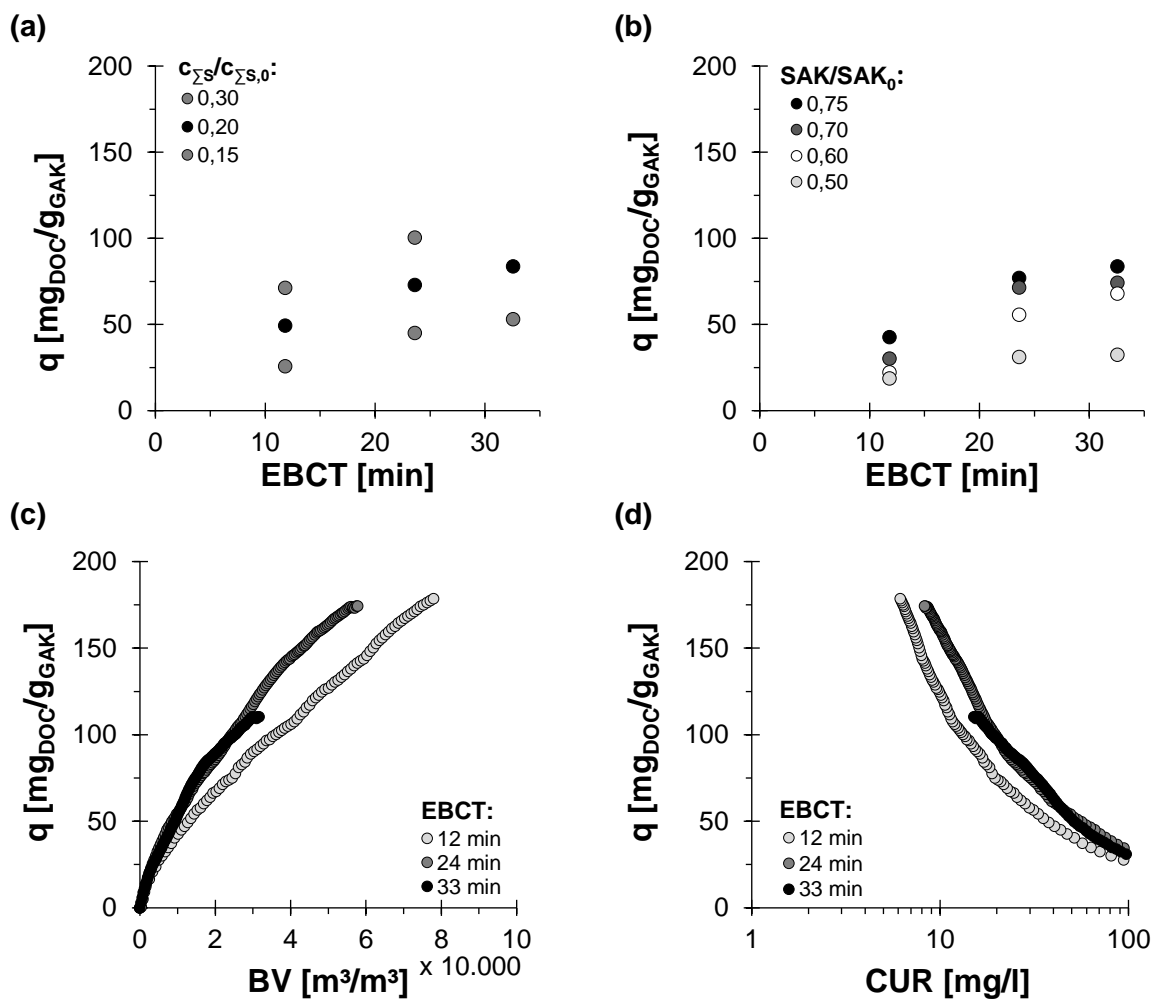 (a)
q [mgDOC/gGAK]
200
150
100
50
0
c∑S/c∑S,0:
0,30
0,20
0,15
0 10 20 30
EBCT [min]
(b)
q [mgDOC/gGAK]
200
150
100
50
0
SAK/SAK0:
0,75
0,70
0,60
0,50
0 10 20 30
EBCT [min]
(c)
q [mgDOC/gGAK]
200
150
100
50
0
EBCT:
12 min
24 min
33 min
0 2 4 6 8 10
x 10.000
BV [m³/m³]
(d)
q [mgDOC/gGAK]
200
150
100
50
0
EBCT:
12 min
24 min
33 min
1 10 100
CUR [mg/l]